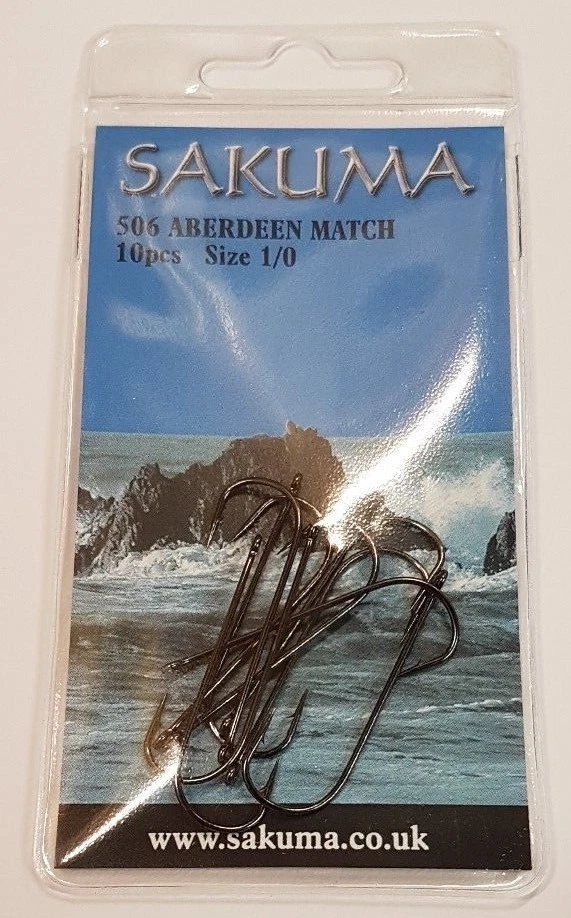 SAKUMA
506 ABERDEEN MATCH
10pcs Size 1/0
www.sakuma.co.uk